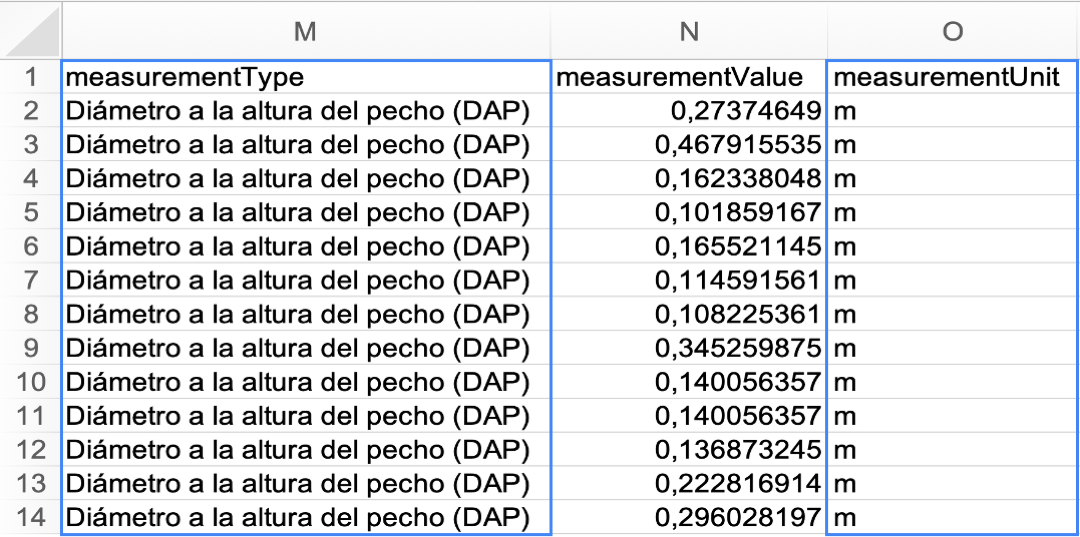 M N O
1 measurementType measurementValue measurementUnit
2 Diámetro a la altura del pecho (DAP) 0,27374649 m
3 Diámetro a la altura del pecho (DAP) 0,467915535 m
4 Diámetro a la altura del pecho (DAP) 0,162338048 m
5 Diámetro a la altura del pecho (DAP) 0,101859167 m
6 Diámetro a la altura del pecho (DAP) 0,165521145 m
7 Diámetro a la altura del pecho (DAP) 0,114591561 m
8 Diámetro a la altura del pecho (DAP) 0,108225361 m
9 Diámetro a la altura del pecho (DAP) 0,345259875 m
10 Diámetro a la altura del pecho (DAP) 0,140056357 m
11 Diámetro a la altura del pecho (DAP) 0,140056357 m
12 Diámetro a la altura del pecho (DAP) 0,136873245 m
13 Diámetro a la altura del pecho (DAP) 0,222816914 m
14 Diámetro a la altura del pecho (DAP) 0,296028197 m